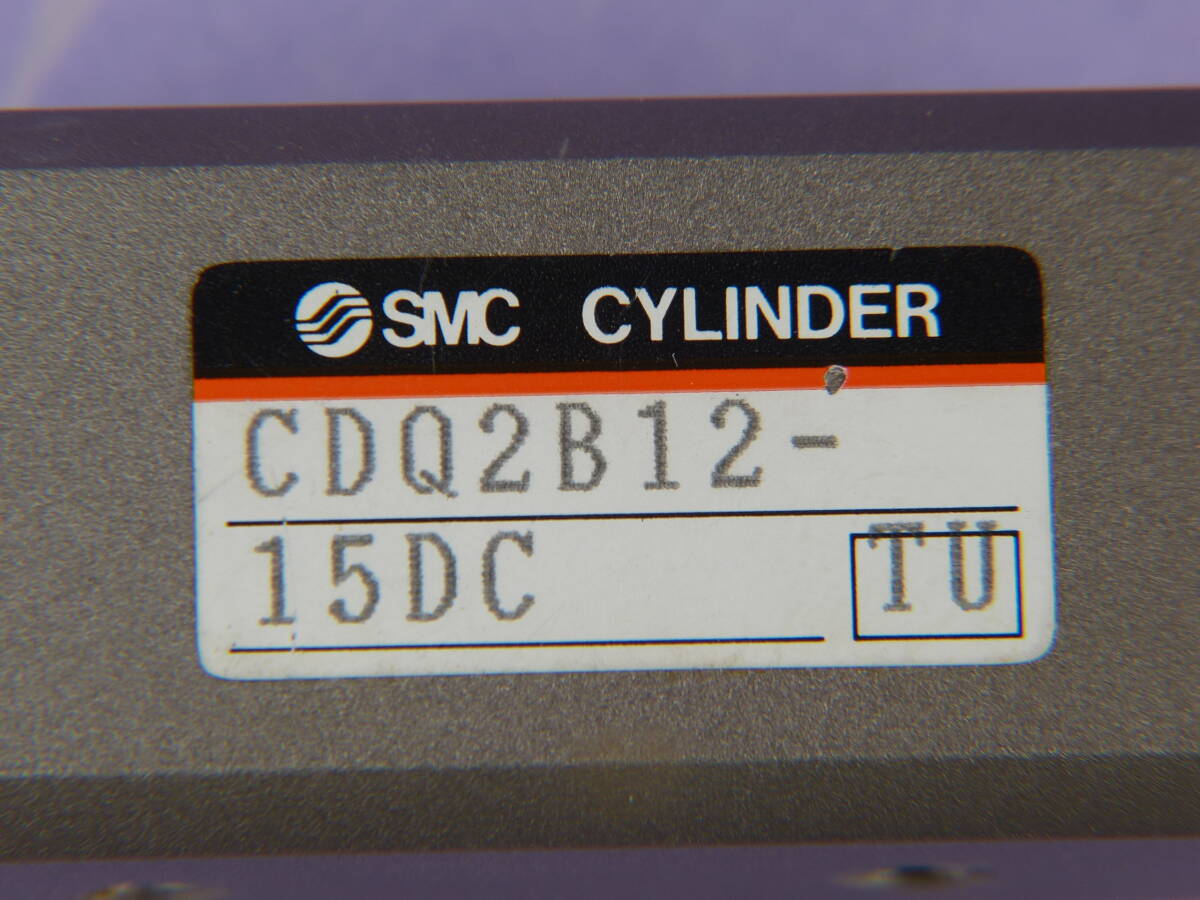 SMC CYLINDER
CDQ2B12-
15DC TU